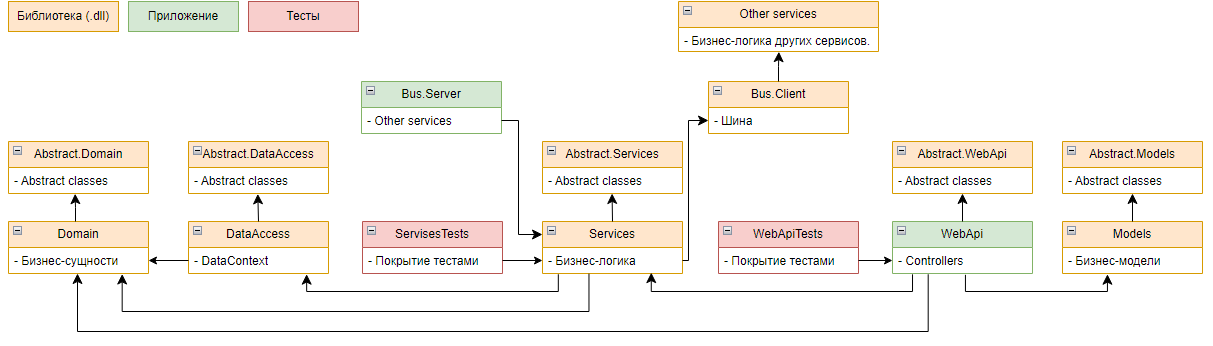 Библиотека (.dll)
Приложение
Тесты
Other services
- Бизнес-логика других сервисов.
Bus.Server
- Other services
Bus.Client
- Шина
Abstract.Domain
- Abstract classes
Abstract.DataAccess
- Abstract classes
Abstract.Services
- Abstract classes
Abstract.WebApi
- Abstract classes
Abstract.Models
- Abstract classes
Domain
- Бизнес-сущности
DataAccess
- DataContext
ServisesTests
- Покрытие тестами
Services
- Бизнес-логика
WebApiTests
- Покрытие тестами
WebApi
- Controllers
Models
- Бизнес-модели